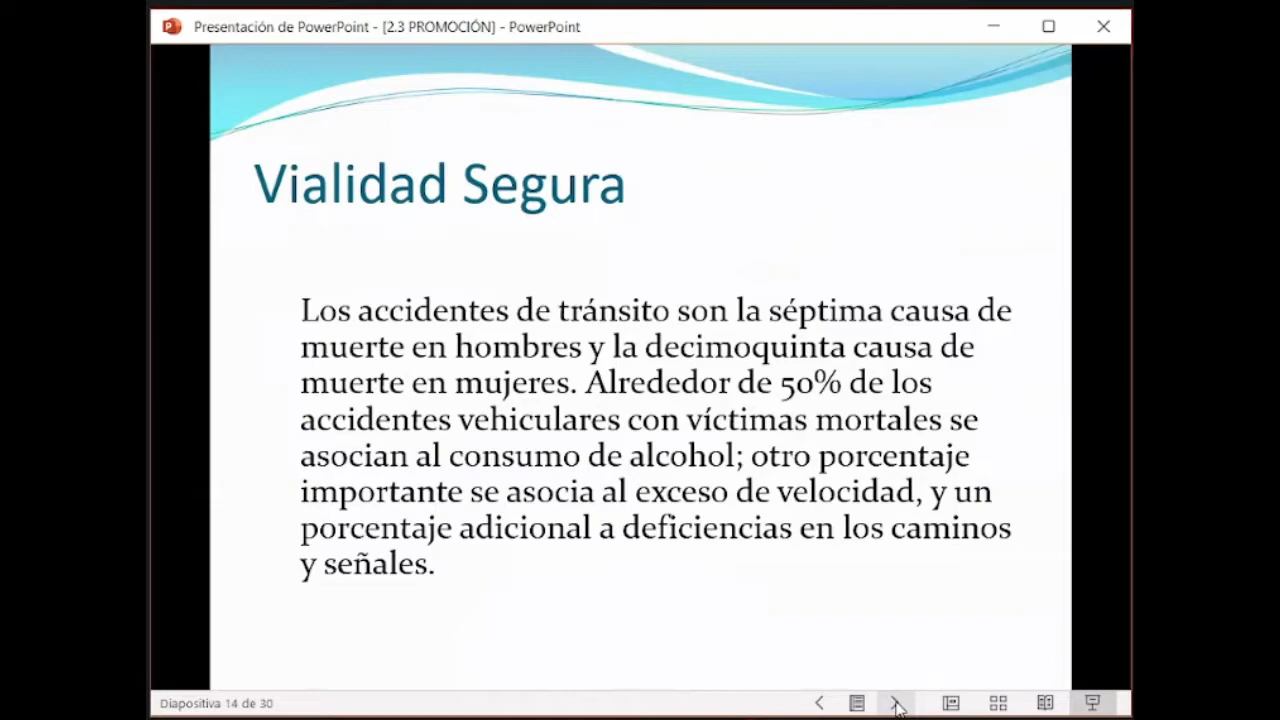 Presentación de PowerPoint - [2.3 PROMOCIÓN] - PowerPoint
Vialidad Segura
Los accidentes de tránsito son la séptima causa de
muerte en hombres y la decimoquinta causa de
muerte en mujeres. Alrededor de 50% de los
accidentes vehiculares con víctimas mortales se
asocian al consumo de alcohol; otro porcentaje
importante se asocia al exceso de velocidad, y un
porcentaje adicional a deficiencias en los caminos
y señales.
Diapositiva 14 de 30